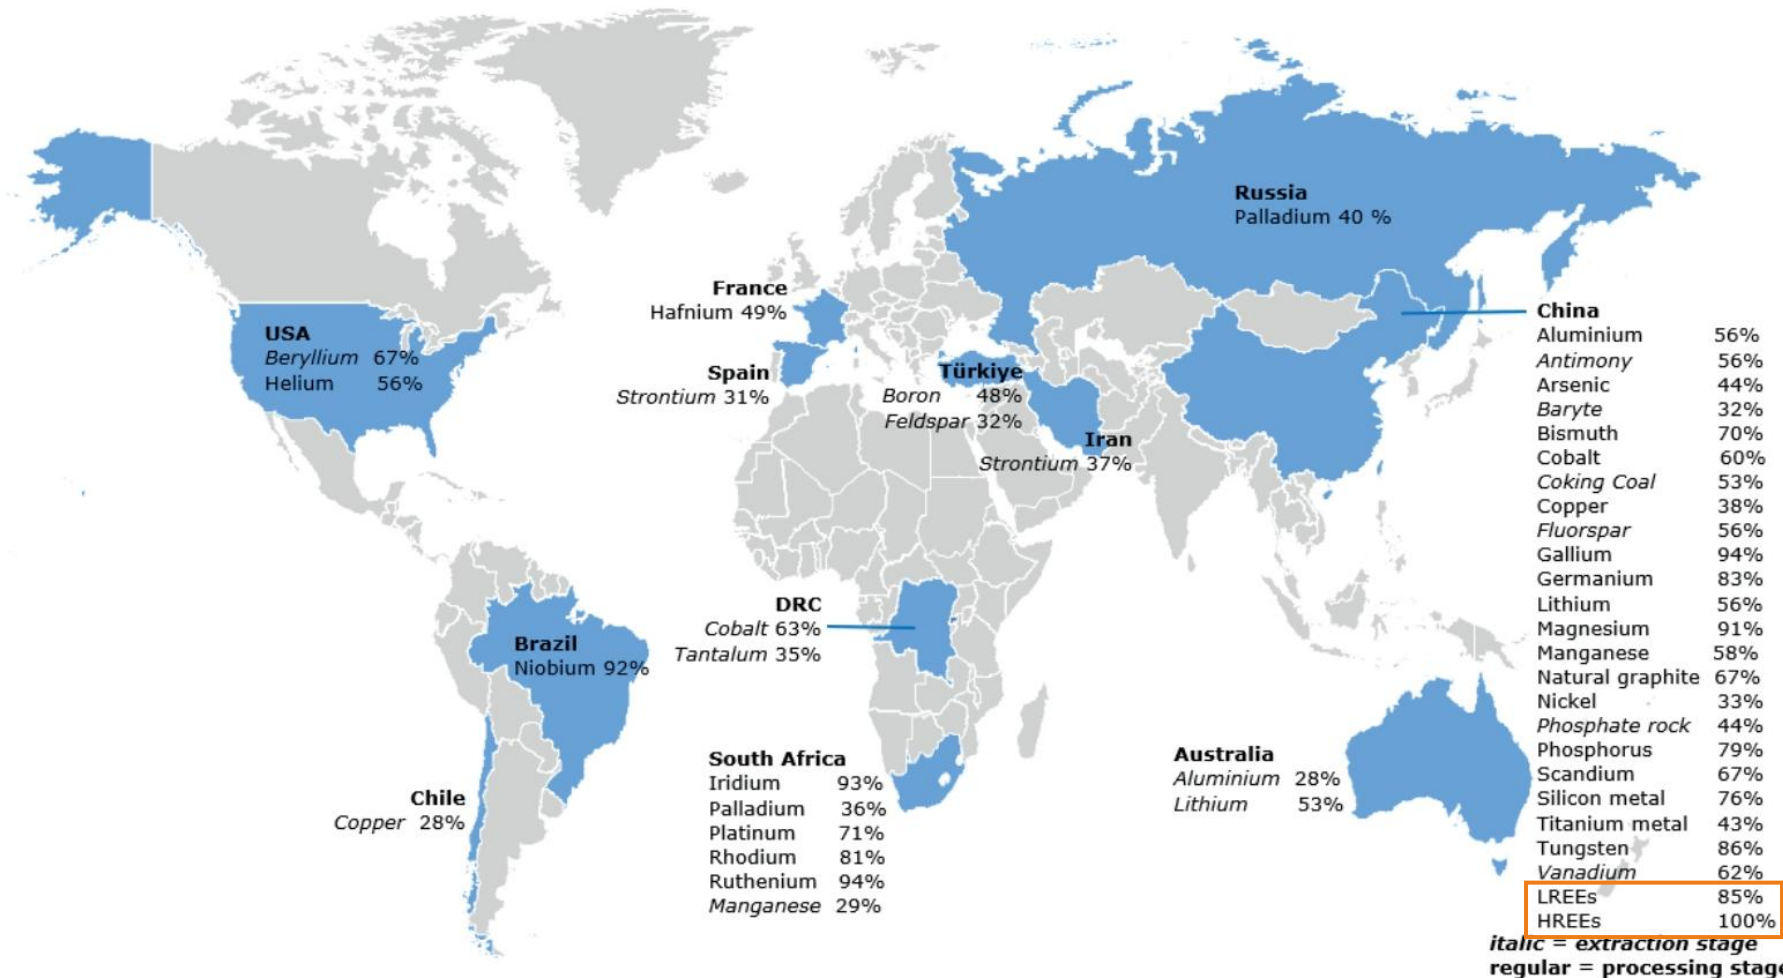 Russia
Palladium 40 %
France
Hafnium 49%
USA
Beryllium 67%
Helium 56%
Spain
Strontium 31%
Türkiye
Boron 48%
Feldspar 32%
Iran
Strontium 37%
China
Aluminium 56%
Antimony 56%
Arsenic 44%
Baryte 32%
Bismuth 70%
Cobalt 60%
Coking Coal 53%
Copper 38%
Fluorspar 56%
Gallium 94%
Germanium 83%
Lithium 56%
Magnesium 91%
Manganese 58%
Natural graphite 67%
Nickel 33%
Phosphate rock 44%
Phosphorus 79%
Scandium 67%
Silicon metal 76%
Titanium metal 43%
Tungsten 86%
Vanadium 62%
LREEs 85%
HREEs 100%
DRC
Cobalt 63%
Tantalum 35%
Brazil
Niobium 92%
Chile
Copper 28%
South Africa
Iridium 93%
Palladium 36%
Platinum 71%
Rhodium 81%
Ruthenium 94%
Manganese 29%
Australia
Aluminium 28%
Lithium 53%
italic = extraction stage
regular = processing stage